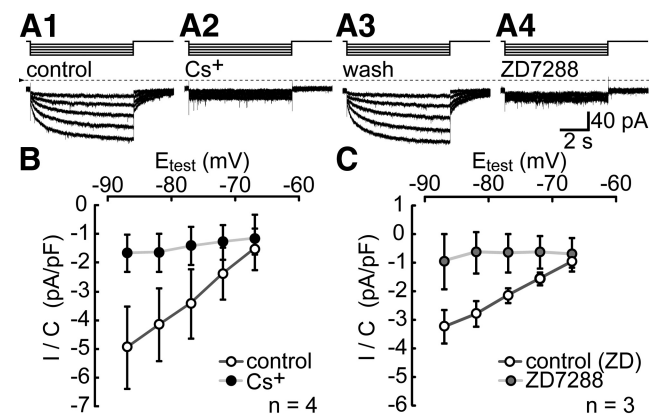 A1 A2 A3 A4
control Cs+ wash ZD7288
40 pA
2 s
B
Etest (mV)
-90 -80 -70 -60
0
-1
-2
-3
-4
-5
-6
-7
I / C (pA/pF)
control
Cs+
n = 4
C
Etest (mV)
-90 -80 -70 -60
1
0
-1
-2
-3
-4
-5
-6
I / C (pA/pF)
control (ZD)
ZD7288
n = 3